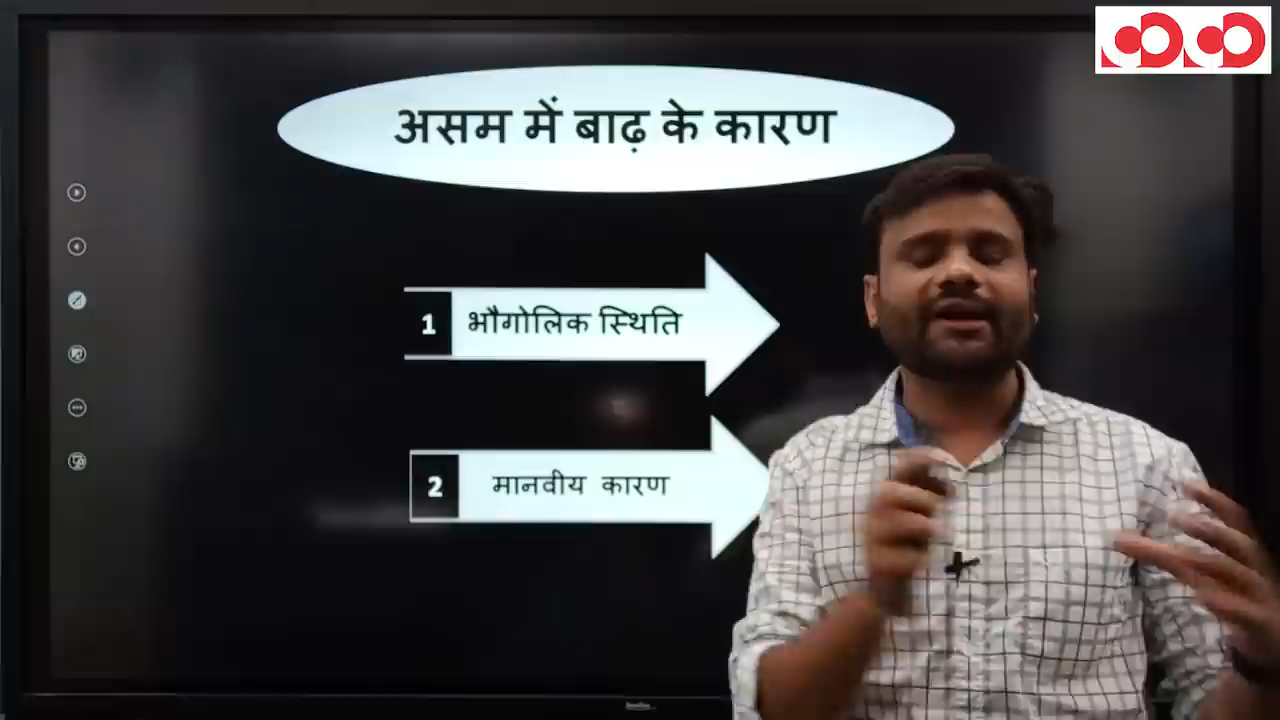 असम में बाढ़ के कारण
1 भौगोलिक स्थिति
2 मानवीय कारण